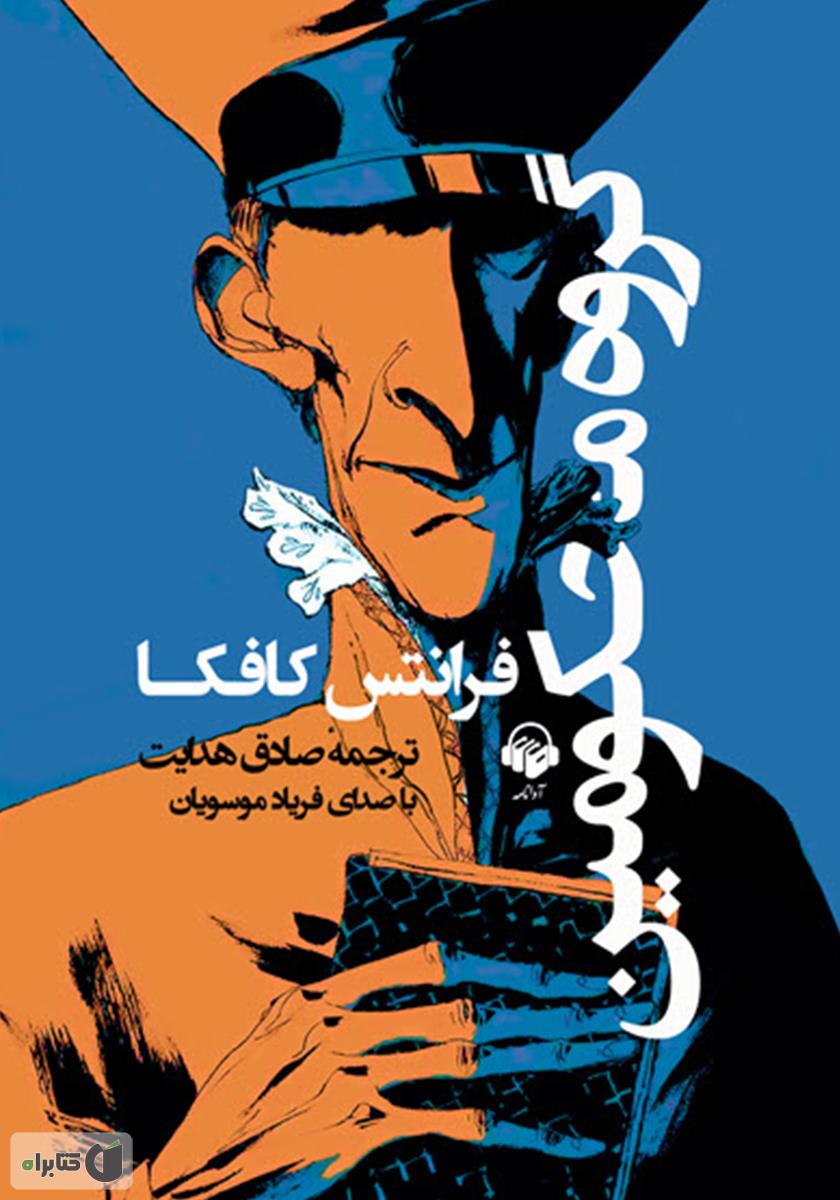 گروه محکومین
فرانتس کافکا
ترجمهٔ صادق هدایت
با صدای فریاد موسویان
آوانامه
کتابراه